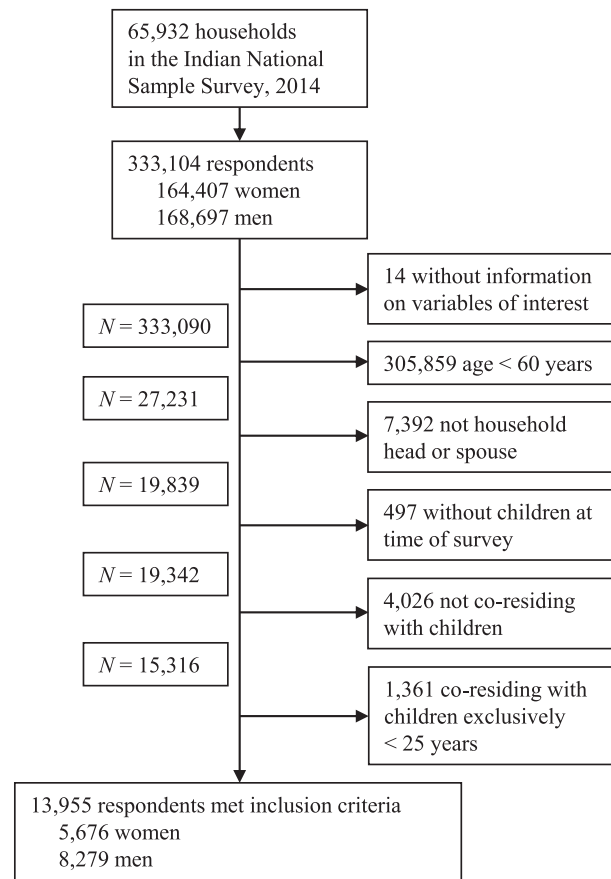 65,932 households
in the Indian National
Sample Survey, 2014
333,104 respondents
164,407 women
168,697 men
14 without information
on variables of interest
N = 333,090
305,859 age < 60 years
N = 27,231
7,392 not household
head or spouse
N = 19,839
497 without children at
time of survey
N = 19,342
4,026 not co-residing
with children
N = 15,316
1,361 co-residing with
children exclusively
< 25 years
13,955 respondents met inclusion criteria
5,676 women
8,279 men